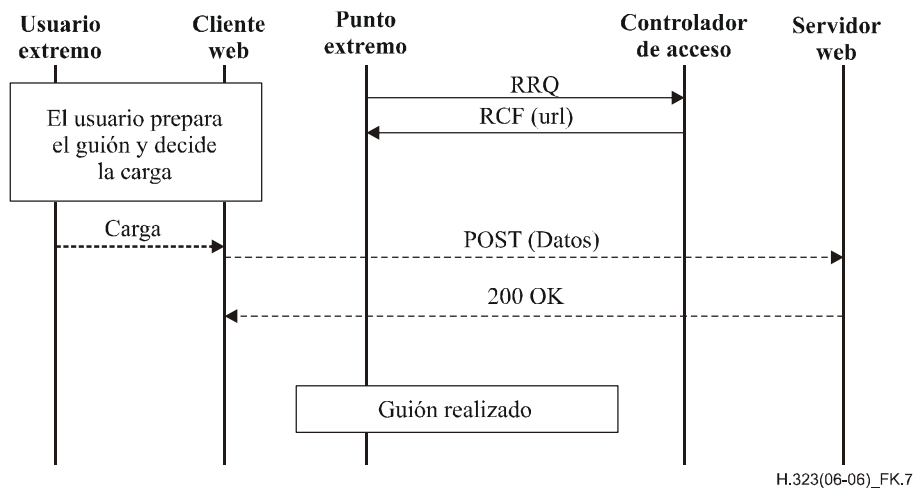 Usuario
extremo
Cliente
web
Punto
extremo
Controlador
de acceso
Servidor
web
RRQ
RCF (url)
El usuario prepara
el guión y decide
la carga
Carga
POST (Datos)
200 OK
Guión realizado
H.323(06-06)_FK.7